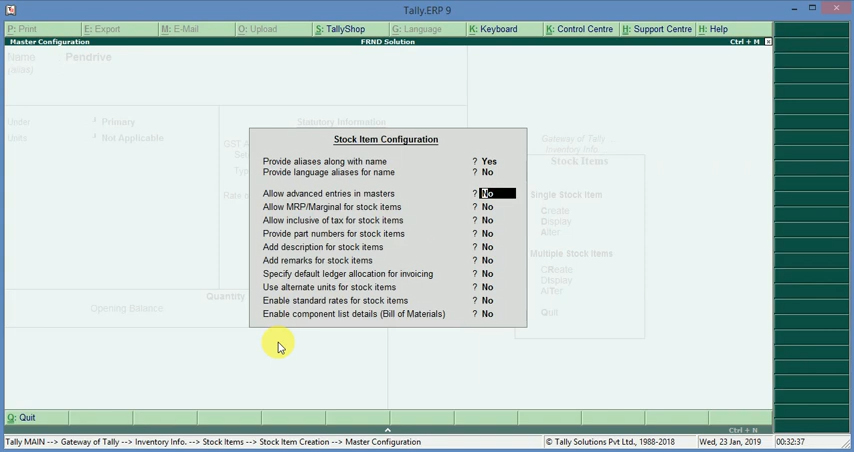 Tally.ERP 9
P: Print
E: Export
M: E-Mail
O: Upload
S: TallyShop
G: Language
K: Keyboard
K: Control Centre
H: Support Centre
H: Help
Master Configuration
FRND Solution
Ctrl + M
Name Pendrive
(alias)
Under : Primary
Units : Not Applicable
Statutory Information
GST A
Set
Typ
Rate o
Quantity
Opening Balance
Stock Item Configuration
Provide aliases along with name ? Yes
Provide language aliases for name ? No
Allow advanced entries in masters ? No
Allow MRP/Marginal for stock items ? No
Allow inclusive of tax for stock items ? No
Provide part numbers for stock items ? No
Add description for stock items ? No
Add remarks for stock items ? No
Specify default ledger allocation for invoicing ? No
Use alternate units for stock items ? No
Enable standard rates for stock items ? No
Enable component list details (Bill of Materials) ? No
Gateway of Tally ...
Inventory Info. ...
Stock Items
Single Stock Item
Create
Display
Alter
Multiple Stock Items
CReate
DIsplay
AlTer
Quit
Q: Quit
Ctrl + N
Tally MAIN --> Gateway of Tally --> Inventory Info. --> Stock Items --> Stock Item Creation --> Master Configuration
© Tally Solutions Pvt Ltd., 1988-2018
Wed, 23 Jan, 2019
00:32:37